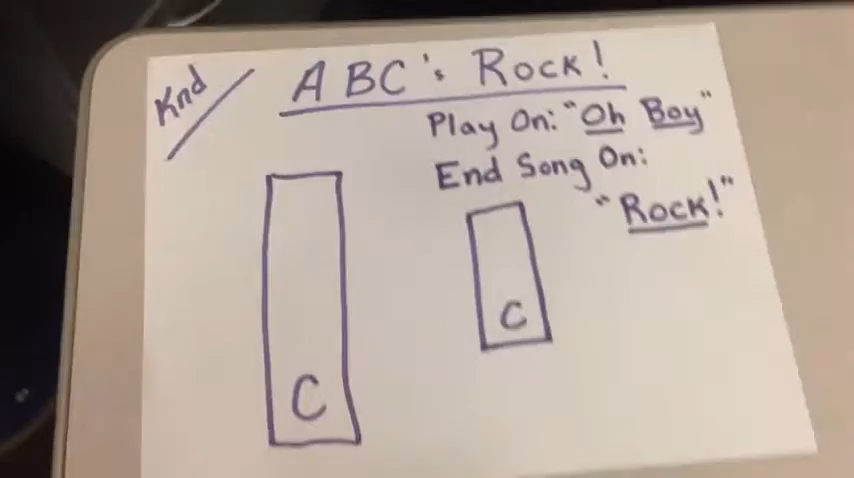 Knd
ABC's Rock!
Play On: "Oh Boy"
End Song On:
"Rock!"
C
C